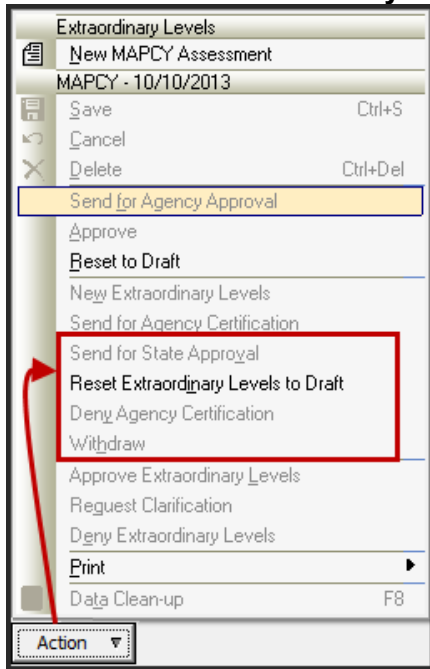 Extraordinary Levels
New MAPCY Assessment
MAPCY - 10/10/2013
Save Ctrl+S
Cancel
Delete Ctrl+Del
Send for Agency Approval
Approve
Reset to Draft
New Extraordinary Levels
Send for Agency Certification
Send for State Approval
Reset Extraordinary Levels to Draft
Deny Agency Certification
Withdraw
Approve Extraordinary Levels
Request Clarification
Deny Extraordinary Levels
Print
Data Clean-up F8
Action